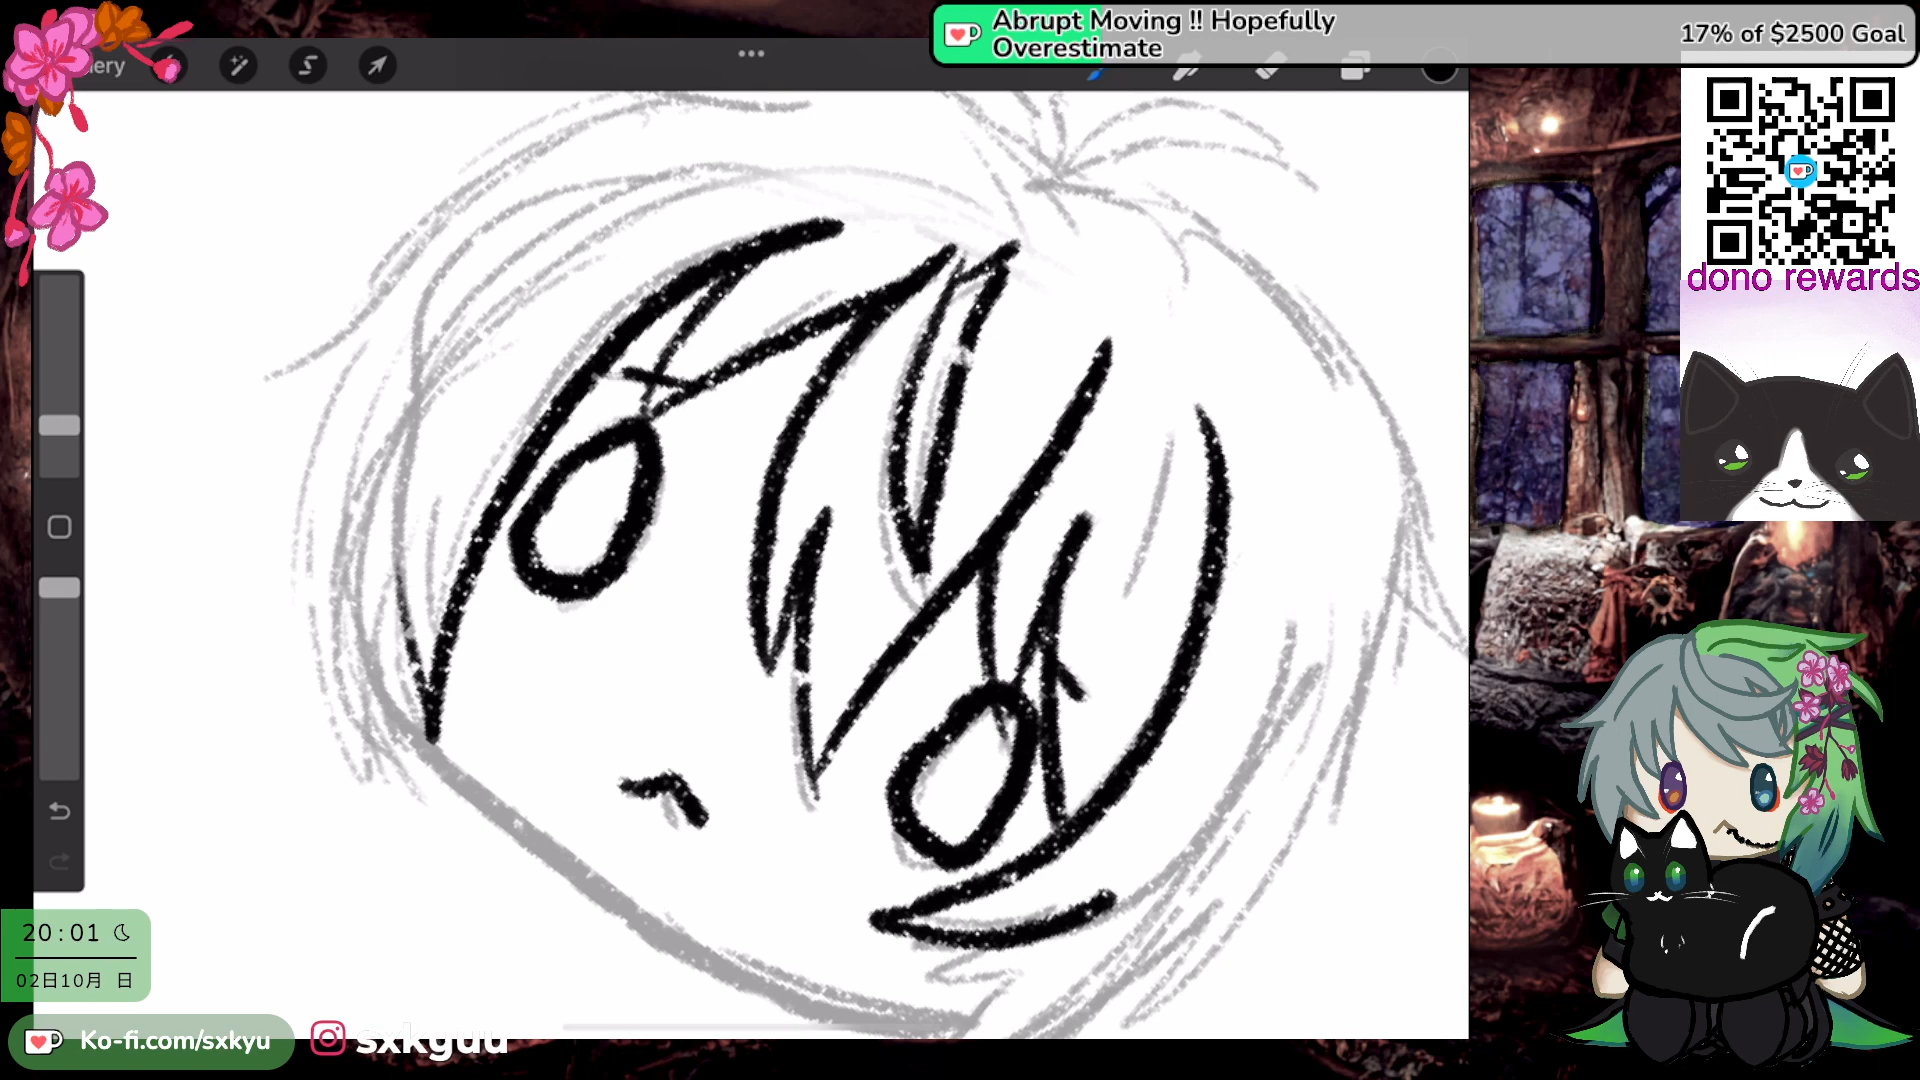 Abrupt Moving !! Hopefully
Overestimate
17% of $2500 Goal
lery
dono rewards
20:01
02日10月 日
Ko-fi.com/sxkyu
sxkyuu